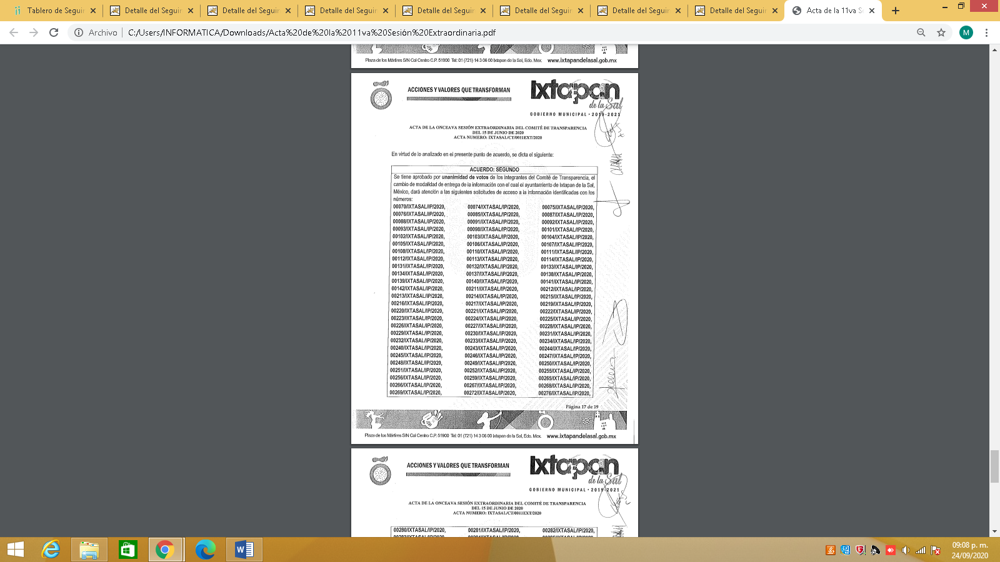 Tablero de Seguir
Detalle del Seguir
Detalle del Seguir
Detalle del Seguir
Detalle del Seguir
Detalle del Seguir
Detalle del Seguir
Detalle del Seguir
Acta de la 11va S
Archivo | C:/Users/INFORMATICA/Downloads/Acta%20de%20la%2011va%20Sesión%20Extraordinaria.pdf
M
Plaza de los Mártires S/N Col Centro C.P. 51900 Tel: 01 (721) 14 3 06 00 Ixtapan de la Sal, Edo. Mex. www.ixtapandelasal.gob.mx
ACCIONES Y VALORES QUE TRANSFORMAN
Ixtapan
de la Sal
GOBIERNO MUNICIPAL • 2019-2021
ACTA DE LA ONCEAVA SESIÓN EXTRAORDINARIA DEL COMITÉ DE TRANSPARENCIA
DEL 15 DE JUNIO DE 2020
ACTA NUMERO: IXTASAL/CT/0011EXT/2020
En virtud de lo analizado en el presente punto de acuerdo, se dicta el siguiente:
ACUERDO: SEGUNDO
Se tiene aprobado por unanimidad de votos de los integrantes del Comité de Transparencia, el
cambio de modalidad de entrega de la información con el cual el ayuntamiento de Ixtapan de la Sal,
México, dará atención a las siguientes solicitudes de acceso a la información identificadas con los
números:
00070/IXTASAL/IP/2020, 00074/IXTASAL/IP/2020, 00075/IXTASAL/IP/2020,
00076/IXTASAL/IP/2020, 00085/IXTASAL/IP/2020, 00087/IXTASAL/IP/2020,
00088/IXTASAL/IP/2020, 00091/IXTASAL/IP/2020, 00092/IXTASAL/IP/2020,
00093/IXTASAL/IP/2020, 00098/IXTASAL/IP/2020, 00101/IXTASAL/IP/2020,
00102/IXTASAL/IP/2020, 00103/IXTASAL/IP/2020, 00104/IXTASAL/IP/2020,
00105/IXTASAL/IP/2020, 00106/IXTASAL/IP/2020, 00107/IXTASAL/IP/2020,
00108/IXTASAL/IP/2020, 00110/IXTASAL/IP/2020, 00111/IXTASAL/IP/2020,
00112/IXTASAL/IP/2020, 00113/IXTASAL/IP/2020, 00114/IXTASAL/IP/2020,
00131/IXTASAL/IP/2020, 00132/IXTASAL/IP/2020, 00133/IXTASAL/IP/2020,
00134/IXTASAL/IP/2020, 00137/IXTASAL/IP/2020, 00138/IXTASAL/IP/2020,
00139/IXTASAL/IP/2020, 00140/IXTASAL/IP/2020, 00141/IXTASAL/IP/2020,
00142/IXTASAL/IP/2020, 00211/IXTASAL/IP/2020, 00212/IXTASAL/IP/2020,
00213/IXTASAL/IP/2020, 00214/IXTASAL/IP/2020, 00215/IXTASAL/IP/2020,
00216/IXTASAL/IP/2020, 00217/IXTASAL/IP/2020, 00219/IXTASAL/IP/2020,
00220/IXTASAL/IP/2020, 00221/IXTASAL/IP/2020, 00222/IXTASAL/IP/2020,
00223/IXTASAL/IP/2020, 00224/IXTASAL/IP/2020, 00225/IXTASAL/IP/2020,
00226/IXTASAL/IP/2020, 00227/IXTASAL/IP/2020, 00228/IXTASAL/IP/2020,
00229/IXTASAL/IP/2020, 00230/IXTASAL/IP/2020, 00231/IXTASAL/IP/2020,
00232/IXTASAL/IP/2020, 00233/IXTASAL/IP/2020, 00234/IXTASAL/IP/2020,
00240/IXTASAL/IP/2020, 00243/IXTASAL/IP/2020, 00244/IXTASAL/IP/2020,
00245/IXTASAL/IP/2020, 00246/IXTASAL/IP/2020, 00247/IXTASAL/IP/2020,
00248/IXTASAL/IP/2020, 00249/IXTASAL/IP/2020, 00250/IXTASAL/IP/2020,
00251/IXTASAL/IP/2020, 00252/IXTASAL/IP/2020, 00255/IXTASAL/IP/2020,
00256/IXTASAL/IP/2020, 00259/IXTASAL/IP/2020, 00265/IXTASAL/IP/2020,
00266/IXTASAL/IP/2020, 00267/IXTASAL/IP/2020, 00268/IXTASAL/IP/2020,
00269/IXTASAL/IP/2020, 00272/IXTASAL/IP/2020, 00276/IXTASAL/IP/2020,
Página 17 de 19
Plaza de los Mártires S/N Col Centro C.P. 51900 Tel: 01 (721) 14 3 06 00 Ixtapan de la Sal, Edo. Mex. www.ixtapandelasal.gob.mx
ACCIONES Y VALORES QUE TRANSFORMAN
Ixtapan
de la Sal
GOBIERNO MUNICIPAL • 2019-2021
ACTA DE LA ONCEAVA SESIÓN EXTRAORDINARIA DEL COMITÉ DE TRANSPARENCIA
DEL 15 DE JUNIO DE 2020
ACTA NUMERO: IXTASAL/CT/0011EXT/2020
00280/IXTASAL/IP/2020, 00281/IXTASAL/IP/2020, 00282/IXTASAL/IP/2020,
09:08 p. m.
24/09/2020